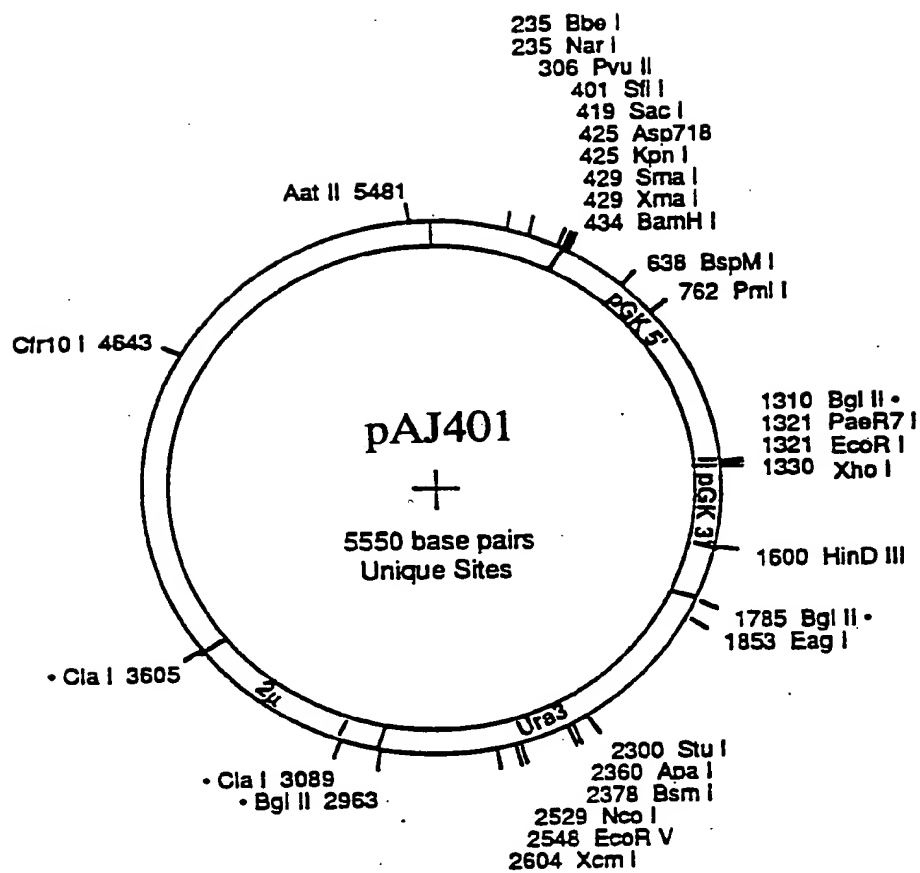 235 Bbe I
235 Nar I
306 Pvu II
401 Sfi I
419 Sac I
425 Asp718
425 Kpn I
429 Sma I
429 Xma I
434 BamH I
Aat II 5481
638 BspM I
762 Pml I
pGK 5'
Cfr10 I 4643
1310 Bgl II •
1321 PaeR7 I
1321 EcoR I
1330 Xho I
pAJ401
pGK 3'
5550 base pairs
Unique Sites
1600 HinD III
1785 Bgl II •
1853 Eag I
• Cla I 3605
2µ
Ura3
• Cla I 3089
• Bgl II 2963
2300 Stu I
2360 Apa I
2378 Bsm I
2529 Nco I
2548 EcoR V
2604 Xcm I